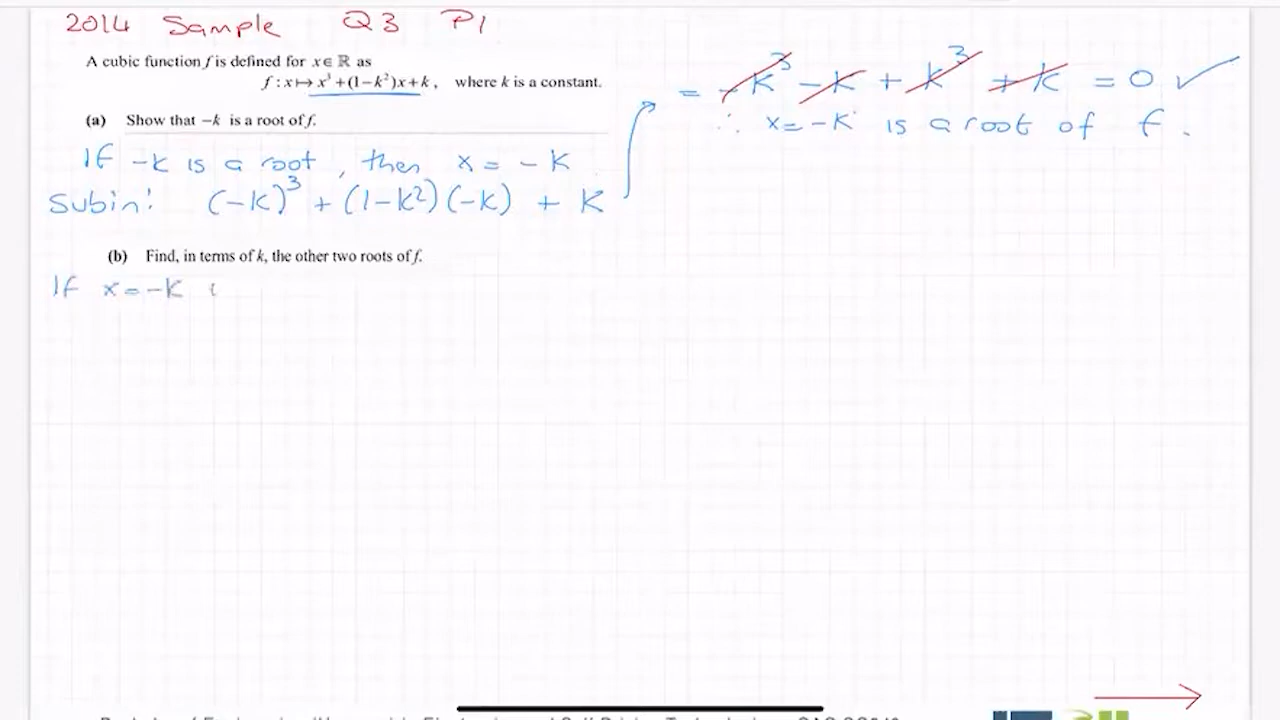 2014 Sample Q3 P1
A cubic function f is defined for x∈ℝ as
f : x↦ x³ +(1−k²)x+k , where k is a constant.
(a) Show that −k is a root of f.
If -k is a root , then x = - k
Subin: (-k)³ + (1-k²)(-k) + k
= -k³ -k + k³ +k = 0 ✓
∴ x=-k is a root of f .
(b) Find, in terms of k, the other two roots of f.
If x=-k